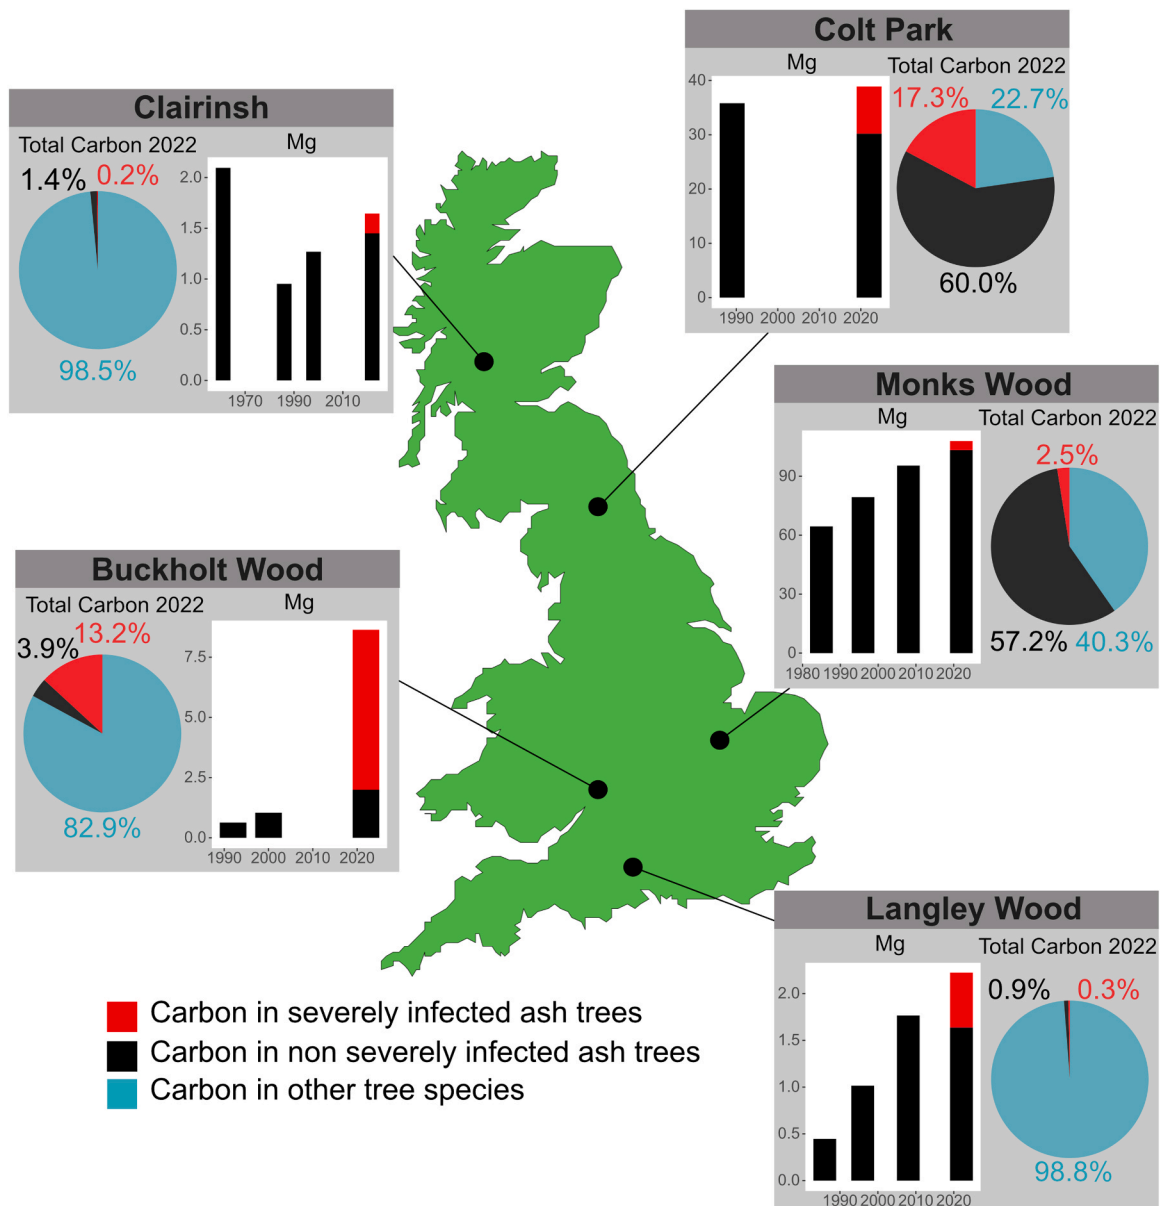 Colt Park
Mg
Total Carbon 2022
40
30
20
10
0
1990 2000 2010 2020
17.3% 22.7%
60.0%
Clairinsh
Total Carbon 2022
Mg
1.4% 0.2%
98.5%
2.0
1.5
1.0
0.5
0.0
1970 1990 2010
Monks Wood
Mg
Total Carbon 2022
90
60
30
0
1980 1990 2000 2010 2020
2.5%
57.2% 40.3%
Buckholt Wood
Total Carbon 2022
Mg
13.2%
3.9%
82.9%
7.5
5.0
2.5
0.0
1990 2000 2010 2020
Langley Wood
Mg
Total Carbon 2022
2.0
1.5
1.0
0.5
0.0
1990 2000 2010 2020
0.9% 0.3%
98.8%
Carbon in severely infected ash trees
Carbon in non severely infected ash trees
Carbon in other tree species